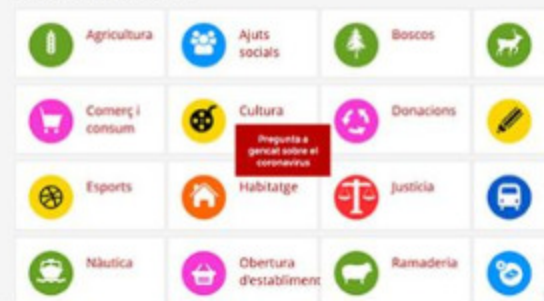 Agricultura
Ajuts
socials
Boscos
Comerç i
consum
Cultura
Donacions
Pregunta a
gencat sobre el
coronavirus
Esports
Habitatge
Justícia
Nàutica
Obertura
d'establiment
Ramaderia